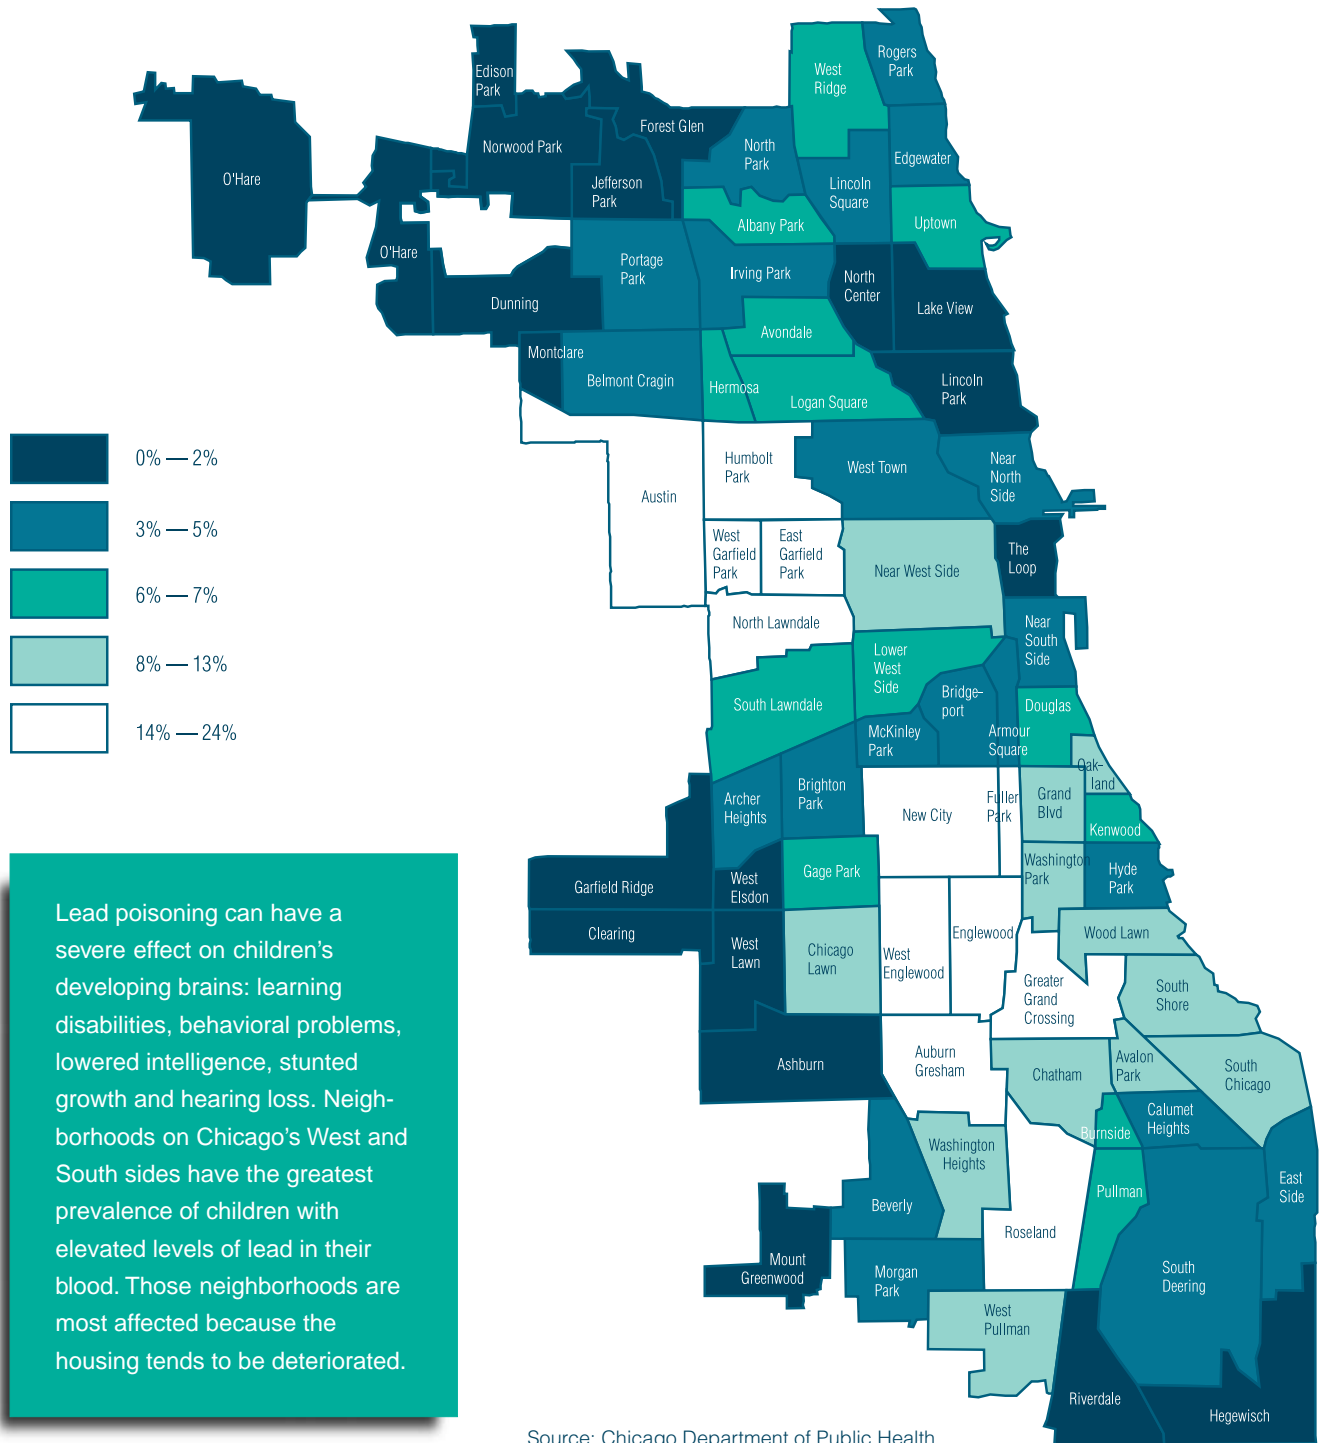 Rogers
Park
West
Ridge
Edison
Park
Forest Glen
Norwood Park
North
Park
Edgewater
O'Hare
Jefferson
Park
Lincoln
Square
Albany Park
Uptown
O'Hare
Portage
Park
Irving Park
North
Center
Dunning
Lake View
Avondale
Montclare
Belmont Cragin
Hermosa
Lincoln
Park
Logan Square
0% — 2%
3% — 5%
6% — 7%
8% — 13%
14% — 24%
Humbolt
Park
West Town
Near
North
Side
Austin
West
Garfield
Park
East
Garfield
Park
Near West Side
The
Loop
North Lawndale
Near
South
Side
Lower
West
Side
South Lawndale
Bridge–
port
Douglas
McKinley
Park
Armour
Square
Oak–
land
Archer
Heights
Brighton
Park
New City
Fuller
Park
Grand
Blvd
Kenwood
Garfield Ridge
West
Elsdon
Gage Park
Washington
Park
Hyde
Park
Clearing
West
Lawn
Chicago
Lawn
West
Englewood
Englewood
Wood Lawn
Greater
Grand
Crossing
South
Shore
Ashburn
Auburn
Gresham
Chatham
Avalon
Park
South
Chicago
Calumet
Heights
Burnside
Washington
Heights
Beverly
Pullman
East
Side
Roseland
Mount
Greenwood
Morgan
Park
South
Deering
West
Pullman
Riverdale
Hegewisch
Lead poisoning can have a
severe effect on children’s
developing brains: learning
disabilities, behavioral problems,
lowered intelligence, stunted
growth and hearing loss. Neigh-
borhoods on Chicago’s West and
South sides have the greatest
prevalence of children with
elevated levels of lead in their
blood. Those neighborhoods are
most affected because the
housing tends to be deteriorated.
Source: Chicago Department of Public Health